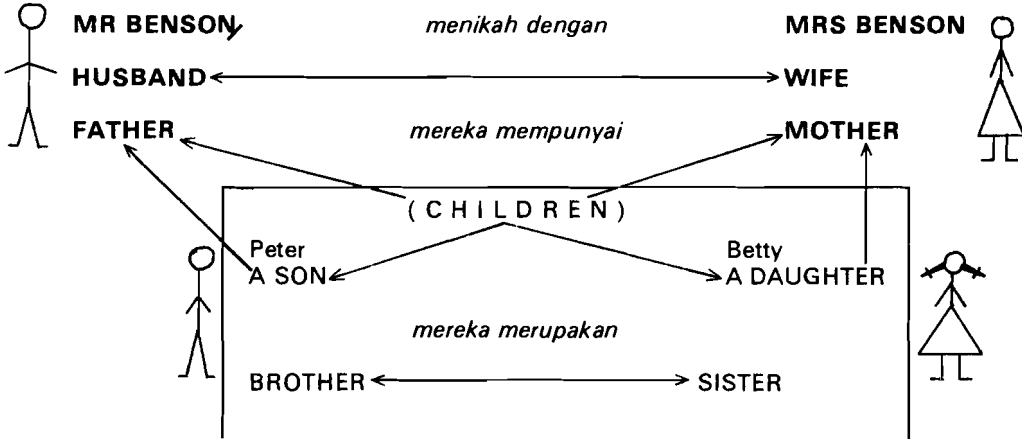 MR BENSON menikah dengan MRS BENSON
HUSBAND WIFE
FATHER mereka mempunyai MOTHER
(CHILDREN)
Peter Betty
A SON A DAUGHTER
mereka merupakan
BROTHER SISTER